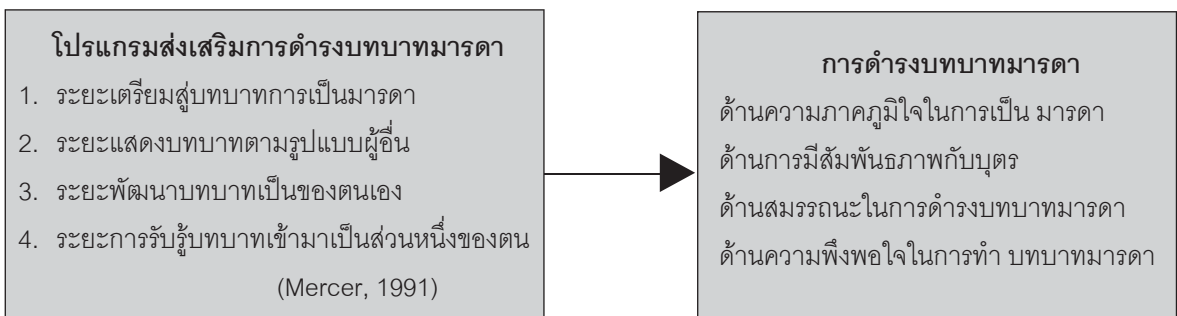 โปรแกรมส่งเสริมการดำรงบทบาทมารดา
1. ระยะเตรียมสู่บทบาทการเป็นมารดา
2. ระยะแสดงบทบาทตามรูปแบบผู้อื่น
3. ระยะพัฒนาบทบาทเป็นของตนเอง
4. ระยะการรับรู้บทบาทเข้ามาเป็นส่วนหนึ่งของตน
(Mercer, 1991)
การดำรงบทบาทมารดา
ด้านความภาคภูมิใจในการเป็น มารดา
ด้านการมีสัมพันธภาพกับบุตร
ด้านสมรรถนะในการดำรงบทบาทมารดา
ด้านความพึงพอใจในการทำ บทบาทมารดา